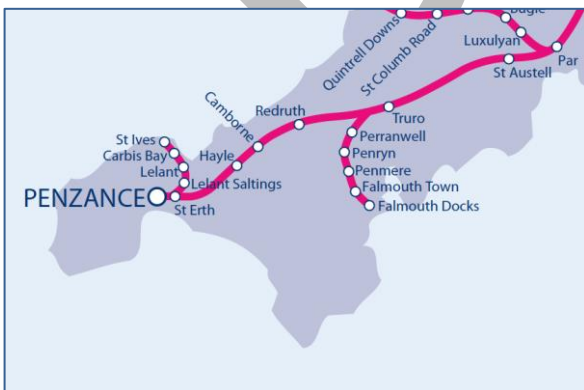 Bugle
Luxulyan
Par
Quintrell Downs
St Columb Road
St Austell
Truro
Redruth
Camborne
Perranwell
Penryn
Penmere
Falmouth Town
Falmouth Docks
St Ives
Carbis Bay
Lelant
Hayle
Lelant Saltings
PENZANCE
St Erth